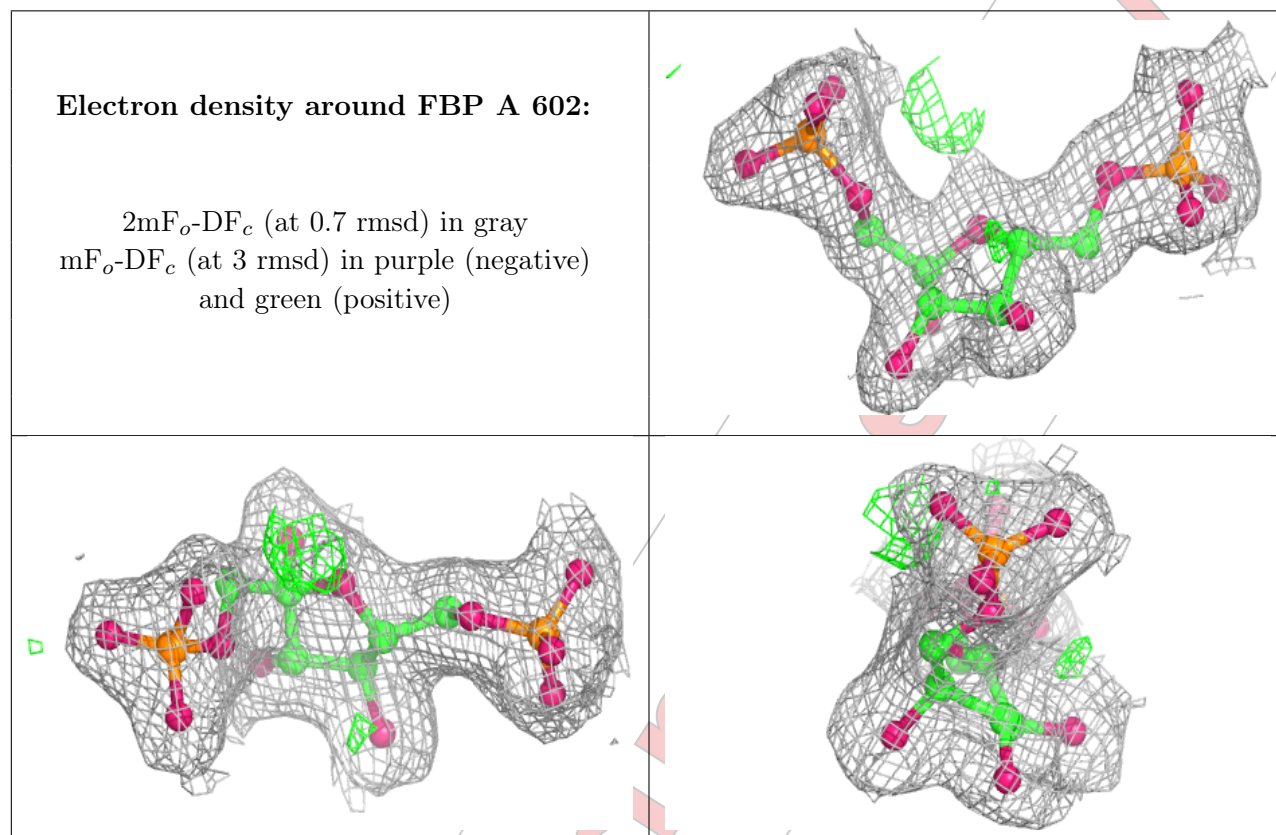 Electron density around FBP A 602:
2mFo-DFc (at 0.7 rmsd) in gray
mFo-DFc (at 3 rmsd) in purple (negative)
and green (positive)